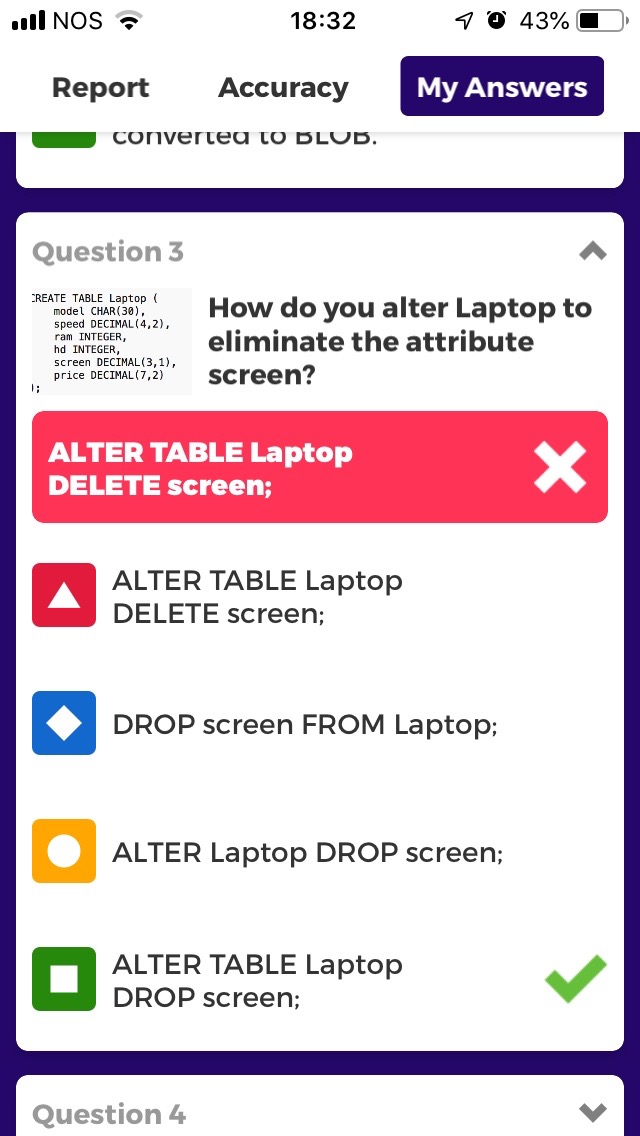 NOS 18:32 43%
Report Accuracy My Answers
converted to BLOB.
Question 3
CREATE TABLE Laptop (
model CHAR(30),
speed DECIMAL(4,2),
ram INTEGER,
hd INTEGER,
screen DECIMAL(3,1),
price DECIMAL(7,2)
);
How do you alter Laptop to
eliminate the attribute
screen?
ALTER TABLE Laptop
DELETE screen;
ALTER TABLE Laptop
DELETE screen;
DROP screen FROM Laptop;
ALTER Laptop DROP screen;
ALTER TABLE Laptop
DROP screen;
Question 4